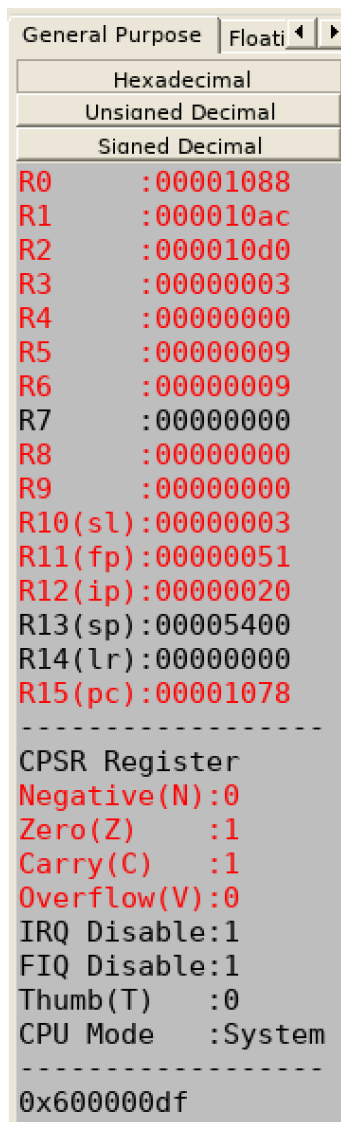 General Purpose Floati
Hexadecimal
Unsigned Decimal
Signed Decimal
R0 :00001088
R1 :000010ac
R2 :000010d0
R3 :00000003
R4 :00000000
R5 :00000009
R6 :00000009
R7 :00000000
R8 :00000000
R9 :00000000
R10(sl):00000003
R11(fp):00000051
R12(ip):00000020
R13(sp):00005400
R14(lr):00000000
R15(pc):00001078
------------------
CPSR Register
Negative(N):0
Zero(Z) :1
Carry(C) :1
Overflow(V):0
IRQ Disable:1
FIQ Disable:1
Thumb(T) :0
CPU Mode :System
------------------
0x600000df